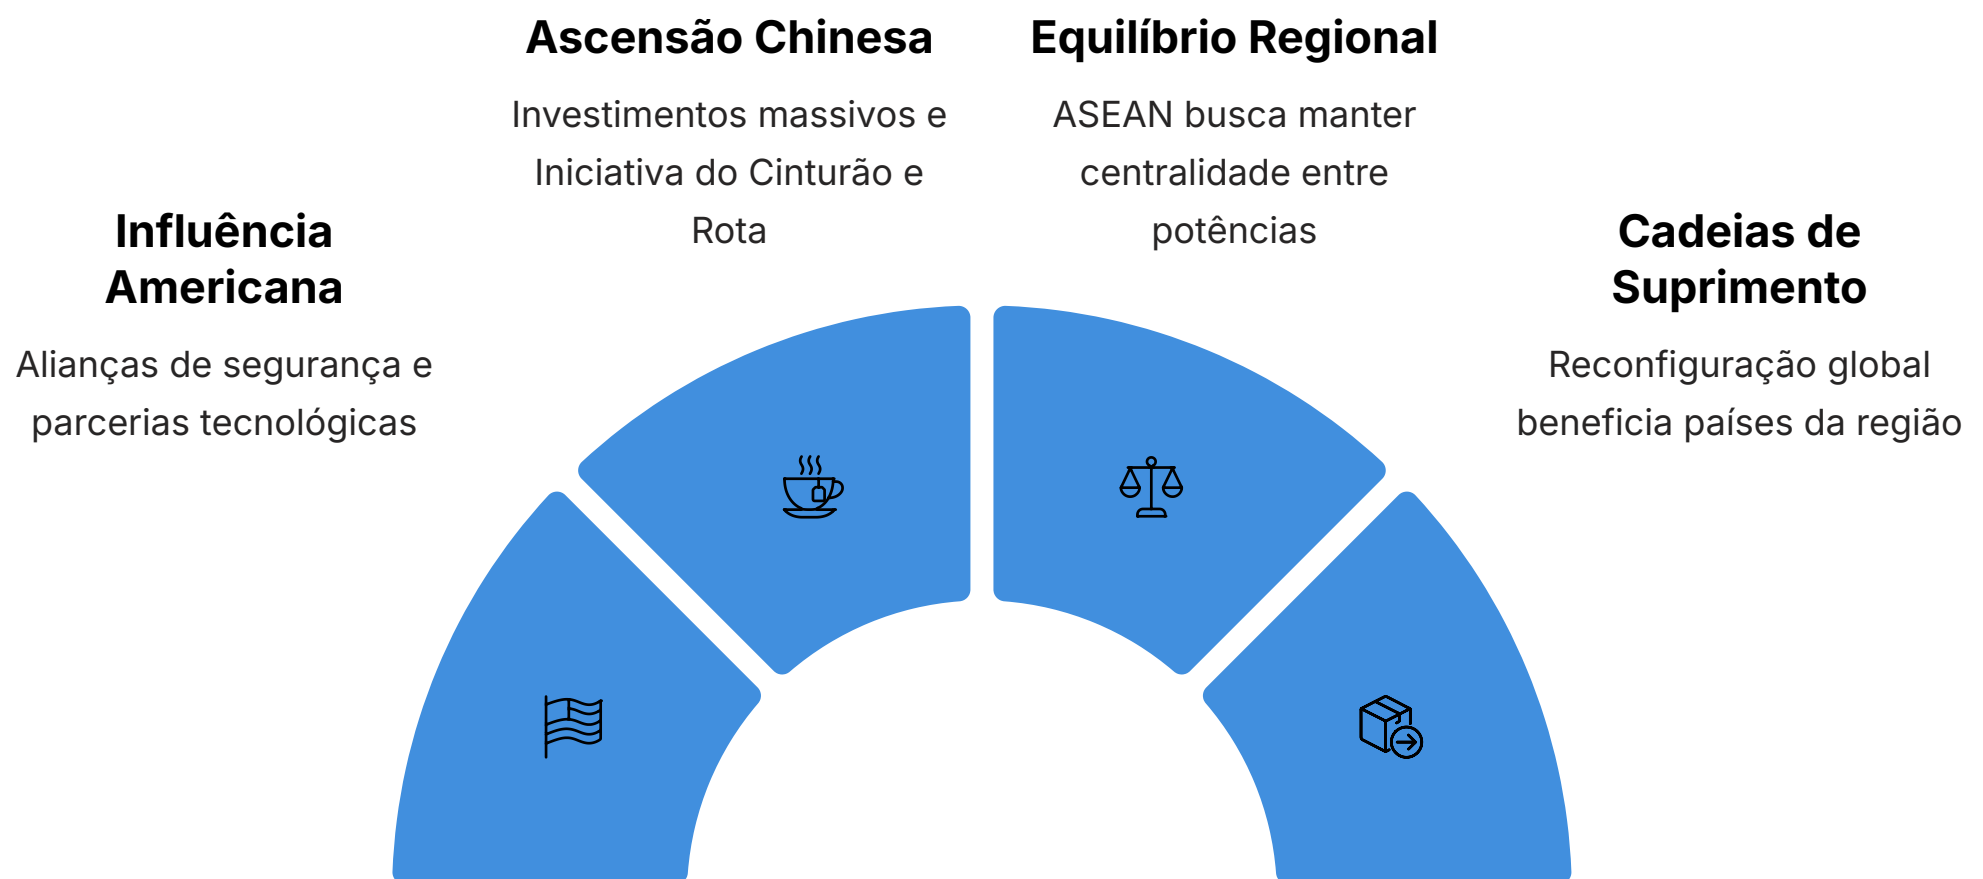 Influência
Americana
Alianças de segurança e
parcerias tecnológicas
Ascensão Chinesa
Investimentos massivos e
Iniciativa do Cinturão e
Rota
Equilíbrio Regional
ASEAN busca manter
centralidade entre
potências
Cadeias de
Suprimento
Reconfiguração global
beneficia países da região